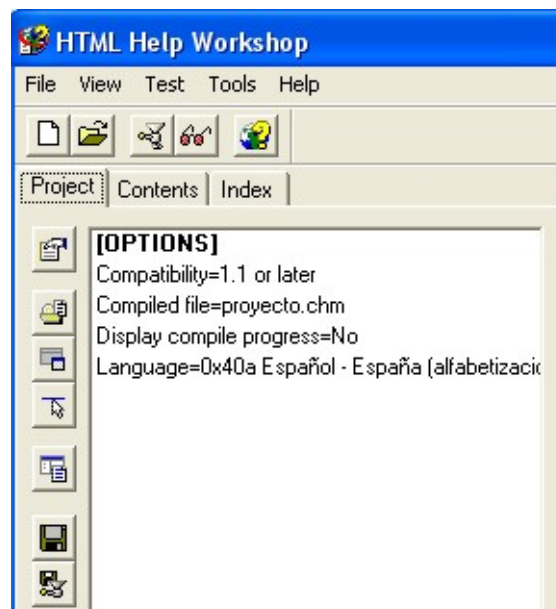 HTML Help Workshop
File View Test Tools Help
Project Contents Index
[OPTIONS]
Compatibility=1.1 or later
Compiled file=proyecto.chm
Display compile progress=No
Language=0x40a Español - España (alfabetizació